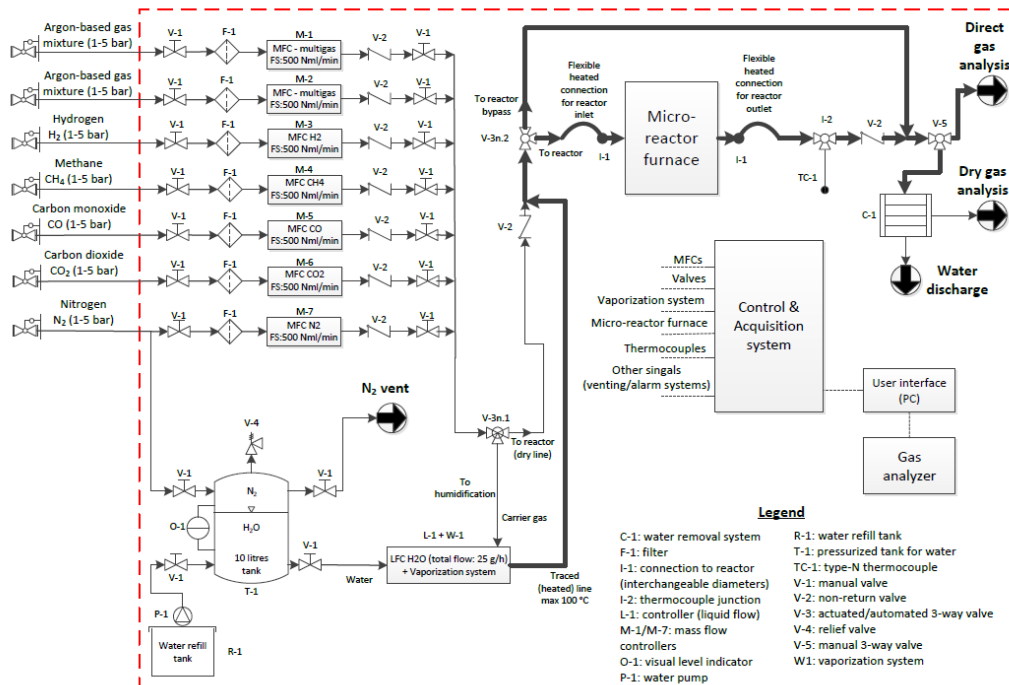 Argon-based gas
mixture (1-5 bar)
V-1
F-1
M-1
MFC - multigas
FS:500 Nml/min
V-2
V-1
Argon-based gas
mixture (1-5 bar)
V-1
F-1
M-2
MFC - multigas
FS:500 Nml/min
V-2
V-1
Hydrogen
H₂ (1-5 bar)
V-1
F-1
M-3
MFC H2
FS:500 Nml/min
V-2
V-1
Methane
CH₄ (1-5 bar)
V-1
F-1
M-4
MFC CH4
FS:500 Nml/min
V-2
V-1
Carbon monoxide
CO (1-5 bar)
V-1
F-1
M-5
MFC CO
FS:500 Nml/min
V-2
V-1
Carbon dioxide
CO₂ (1-5 bar)
V-1
F-1
M-6
MFC CO2
FS:500 Nml/min
V-2
V-1
Nitrogen
N₂ (1-5 bar)
V-1
F-1
M-7
MFC N2
FS:500 Nml/min
V-2
V-1
To reactor
bypass
V-3n.2
To reactor
Flexible
heated
connection
for reactor
inlet
I-1
Micro-
reactor
furnace
Flexible
heated
connection
for reactor
outlet
I-1
I-2
TC-1
V-2
V-5
Direct
gas
analysis
Dry gas
analysis
C-1
Water
discharge
V-2
MFCs
Valves
Vaporization system
Micro-reactor furnace
Thermocouples
Other singals
(venting/alarm systems)
Control &
Acquisition
system
User interface
(PC)
Gas
analyzer
N₂ vent
V-4
V-1
N₂
V-1
O-1
H₂O
10 litres
tank
T-1
V-1
V-1
P-1
Water refill
tank
R-1
Water
V-3n.1
To reactor
(dry line)
To
humidification
Carrier gas
L-1 + W-1
LFC H2O (total flow: 25 g/h)
+ Vaporization system
Traced
(heated) line
max 100 °C
Legend
C-1: water removal system
F-1: filter
I-1: connection to reactor
(interchangeable diameters)
I-2: thermocouple junction
L-1: controller (liquid flow)
M-1/M-7: mass flow
controllers
O-1: visual level indicator
P-1: water pump
R-1: water refill tank
T-1: pressurized tank for water
TC-1: type-N thermocouple
V-1: manual valve
V-2: non-return valve
V-3: actuated/automated 3-way valve
V-4: relief valve
V-5: manual 3-way valve
W1: vaporization system